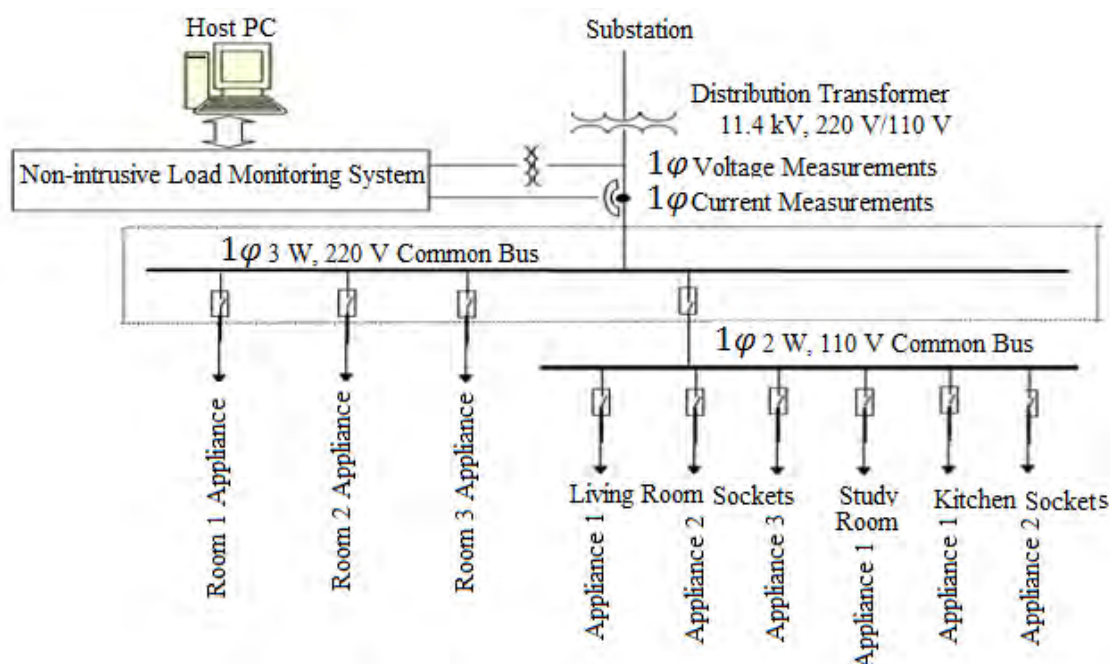 Host PC
Substation
Distribution Transformer
11.4 kV, 220 V/110 V
Non-intrusive Load Monitoring System
1φ Voltage Measurements
1φ Current Measurements
1φ 3 W, 220 V Common Bus
1φ 2 W, 110 V Common Bus
Room 1 Appliance
Room 2 Appliance
Room 3 Appliance
Living Room Sockets
Study
Room
Kitchen Sockets
Appliance 1
Appliance 2
Appliance 3
Appliance 1
Appliance 1
Appliance 2